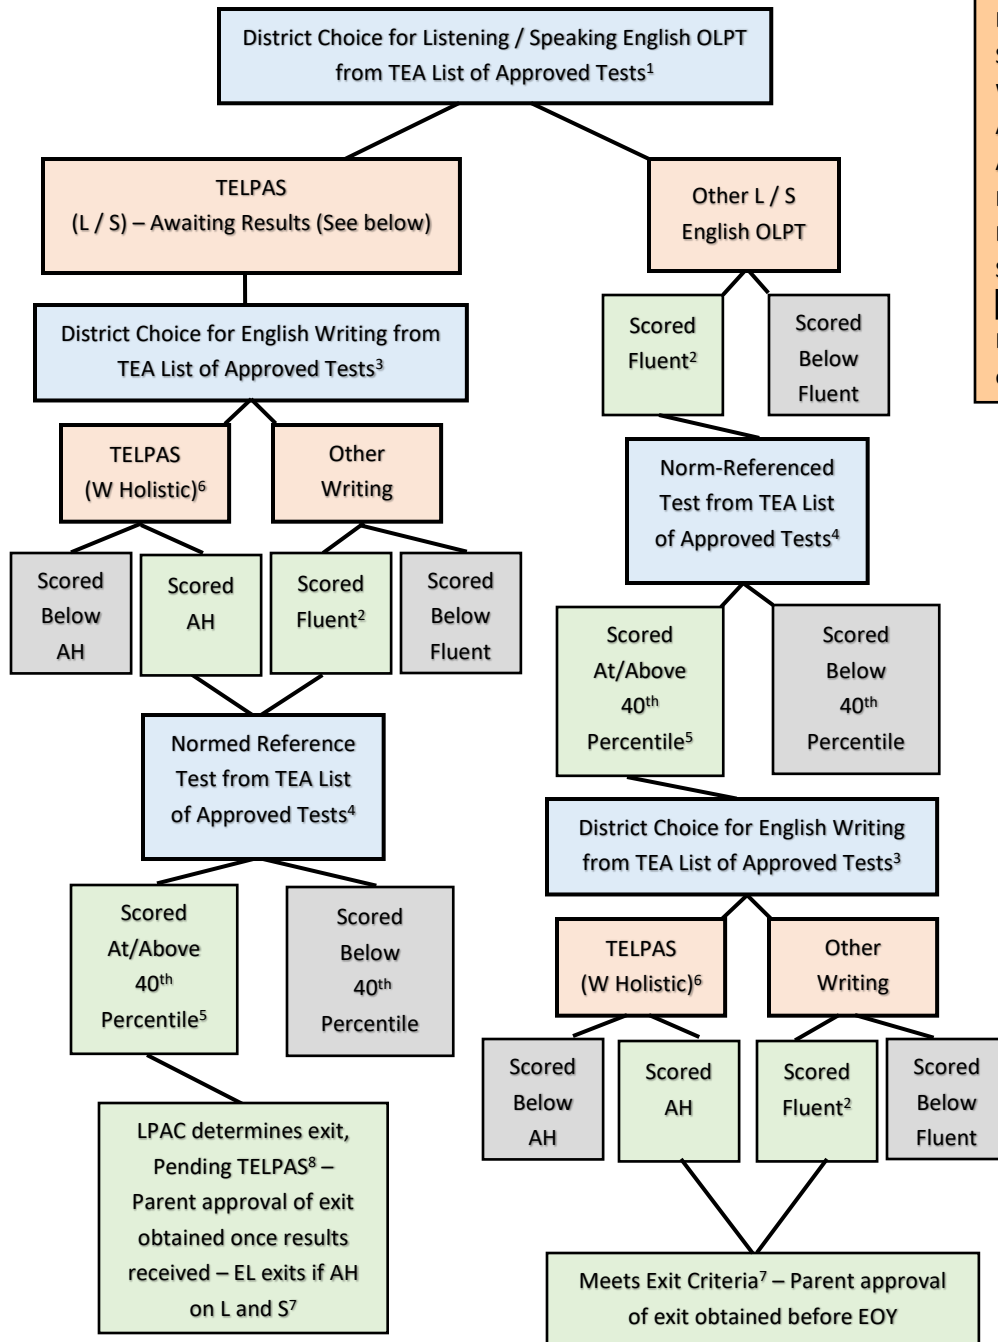 District Choice for Listening / Speaking English OLPT
from TEA List of Approved Tests¹
TELPAS
(L / S) – Awaiting Results (See below)
Other L / S
English OLPT
District Choice for English Writing from
TEA List of Approved Tests³
Scored
Fluent²
Scored
Below
Fluent
TELPAS
(W Holistic)⁶
Other
Writing
Norm-Referenced
Test from TEA List
of Approved Tests⁴
Scored
Below
AH
Scored
AH
Scored
Fluent²
Scored
Below
Fluent
Scored
At/Above
40ᵗʰ
Percentile⁵
Scored
Below
40ᵗʰ
Percentile
Normed Reference
Test from TEA List
of Approved Tests⁴
District Choice for English Writing
from TEA List of Approved Tests³
Scored
At/Above
40ᵗʰ
Percentile⁵
Scored
Below
40ᵗʰ
Percentile
TELPAS
(W Holistic)⁶
Other
Writing
Scored
Below
AH
Scored
AH
Scored
Fluent²
Scored
Below
Fluent
LPAC determines exit,
Pending TELPAS⁸ –
Parent approval of exit
obtained once results
received – EL exits if AH
on L and S⁷
Meets Exit Criteria⁷ – Parent approval
of exit obtained before EOY